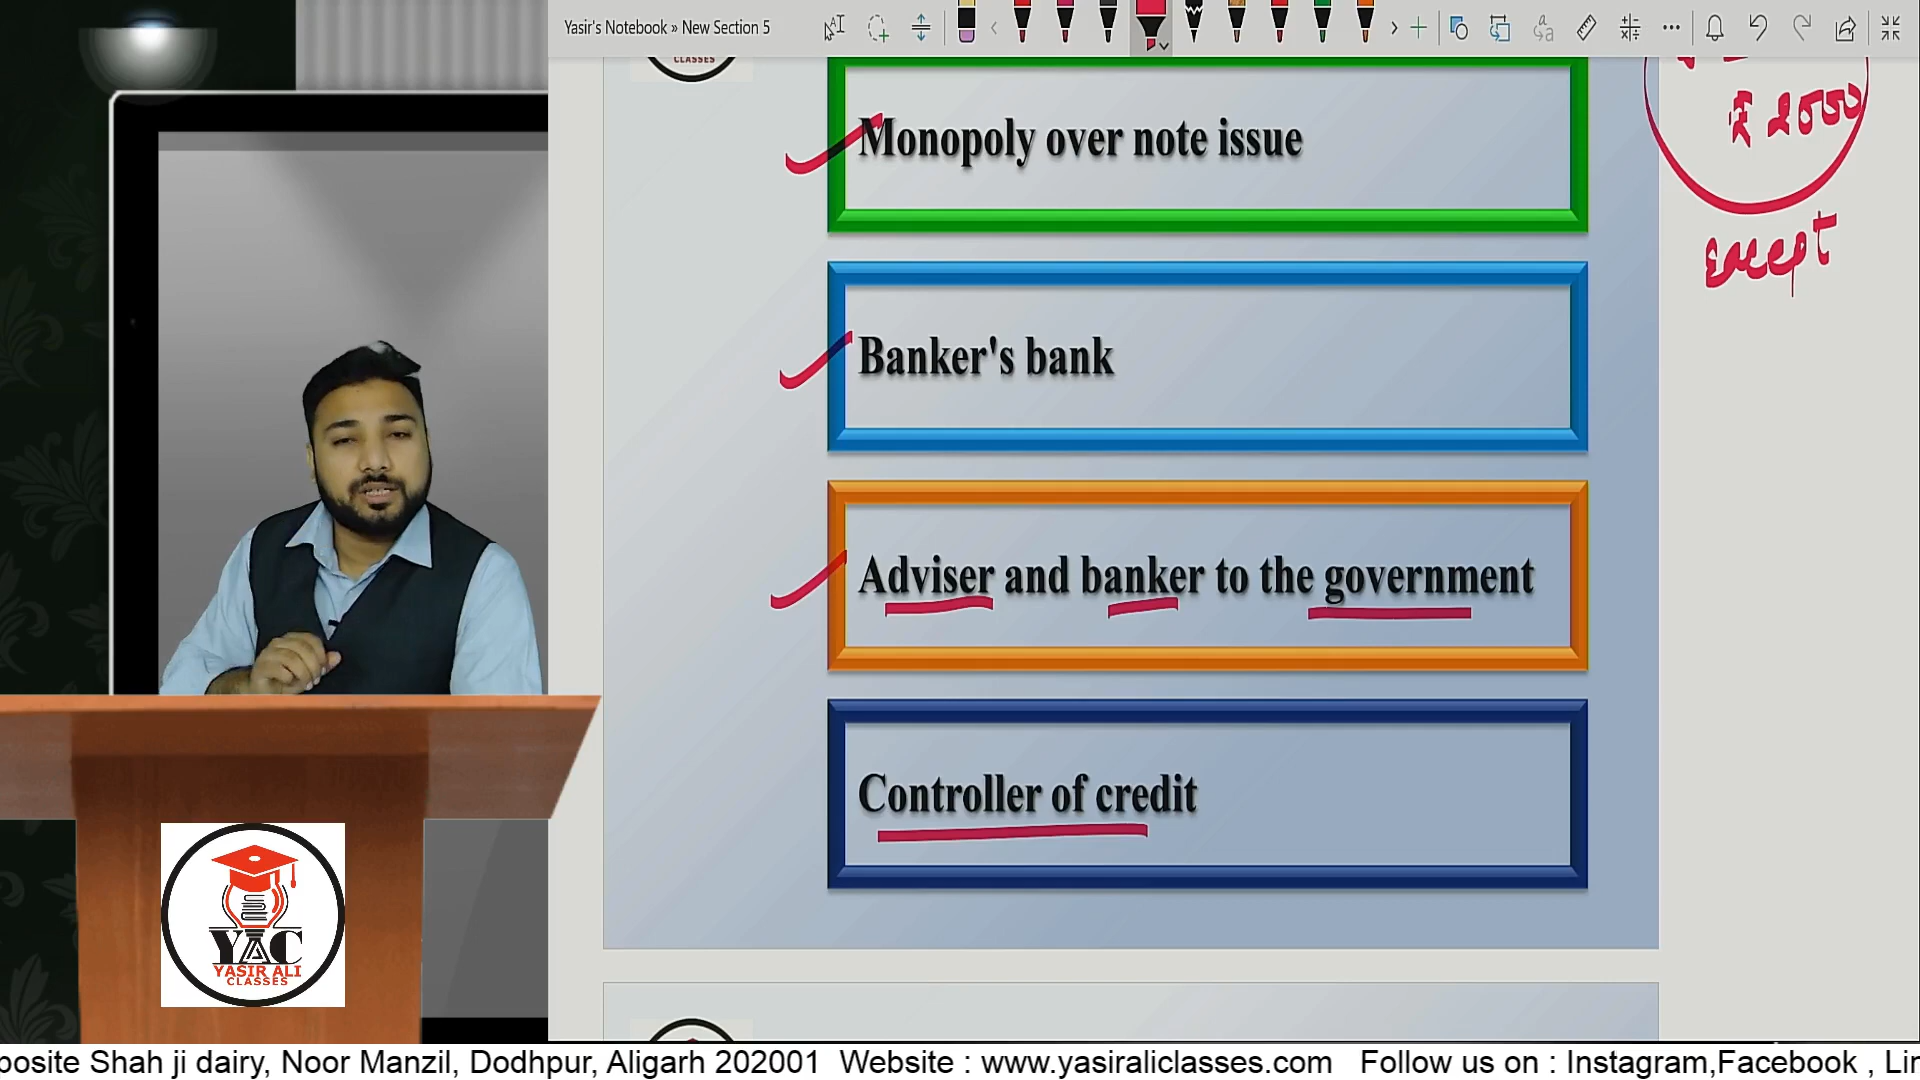 Yasir's Notebook » New Section 5
CLASSES
Monopoly over note issue
₹ 2000
Except
Banker's bank
Adviser and banker to the government
Controller of credit
YAC
YASIR ALI
CLASSES
posite Shah ji dairy, Noor Manzil, Dodhpur, Aligarh 202001 Website : www.yasiraliclasses.com Follow us on : Instagram,Facebook , Lin